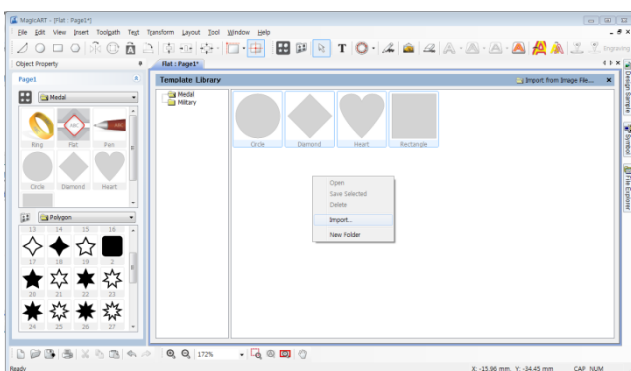 MagicART - [Flat : Page1*]
File Edit View Insert Toolpath Text Transform Layout Tool Window Help
Engraving
Object Property
Flat : Page1*
Page1
Template Library
Import from Image File...
Medal
Medal
Military
Ring Flat Pen
Circle Diamond Heart
Circle Diamond Heart Rectangle
Open
Save Selected
Delete
Import...
New Folder
Polygon
13 14 15 16
17 18 19 2
20 21 22 23
24 25 26 27
Design Sample
Symbol
File Explorer
172%
Ready
X: -15.96 mm Y: -34.45 mm CAP NUM